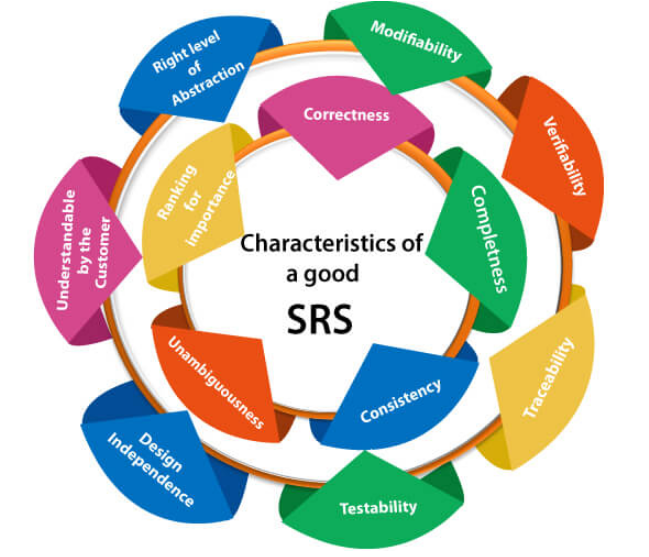 Characteristics of
a good
SRS
Correctness
Completness
Consistency
Unambiguousness
Ranking
for
importance
Modifiability
Verifiability
Traceability
Testability
Design
Independence
Understandable
by the
Customer
Right level
of
Abstraction